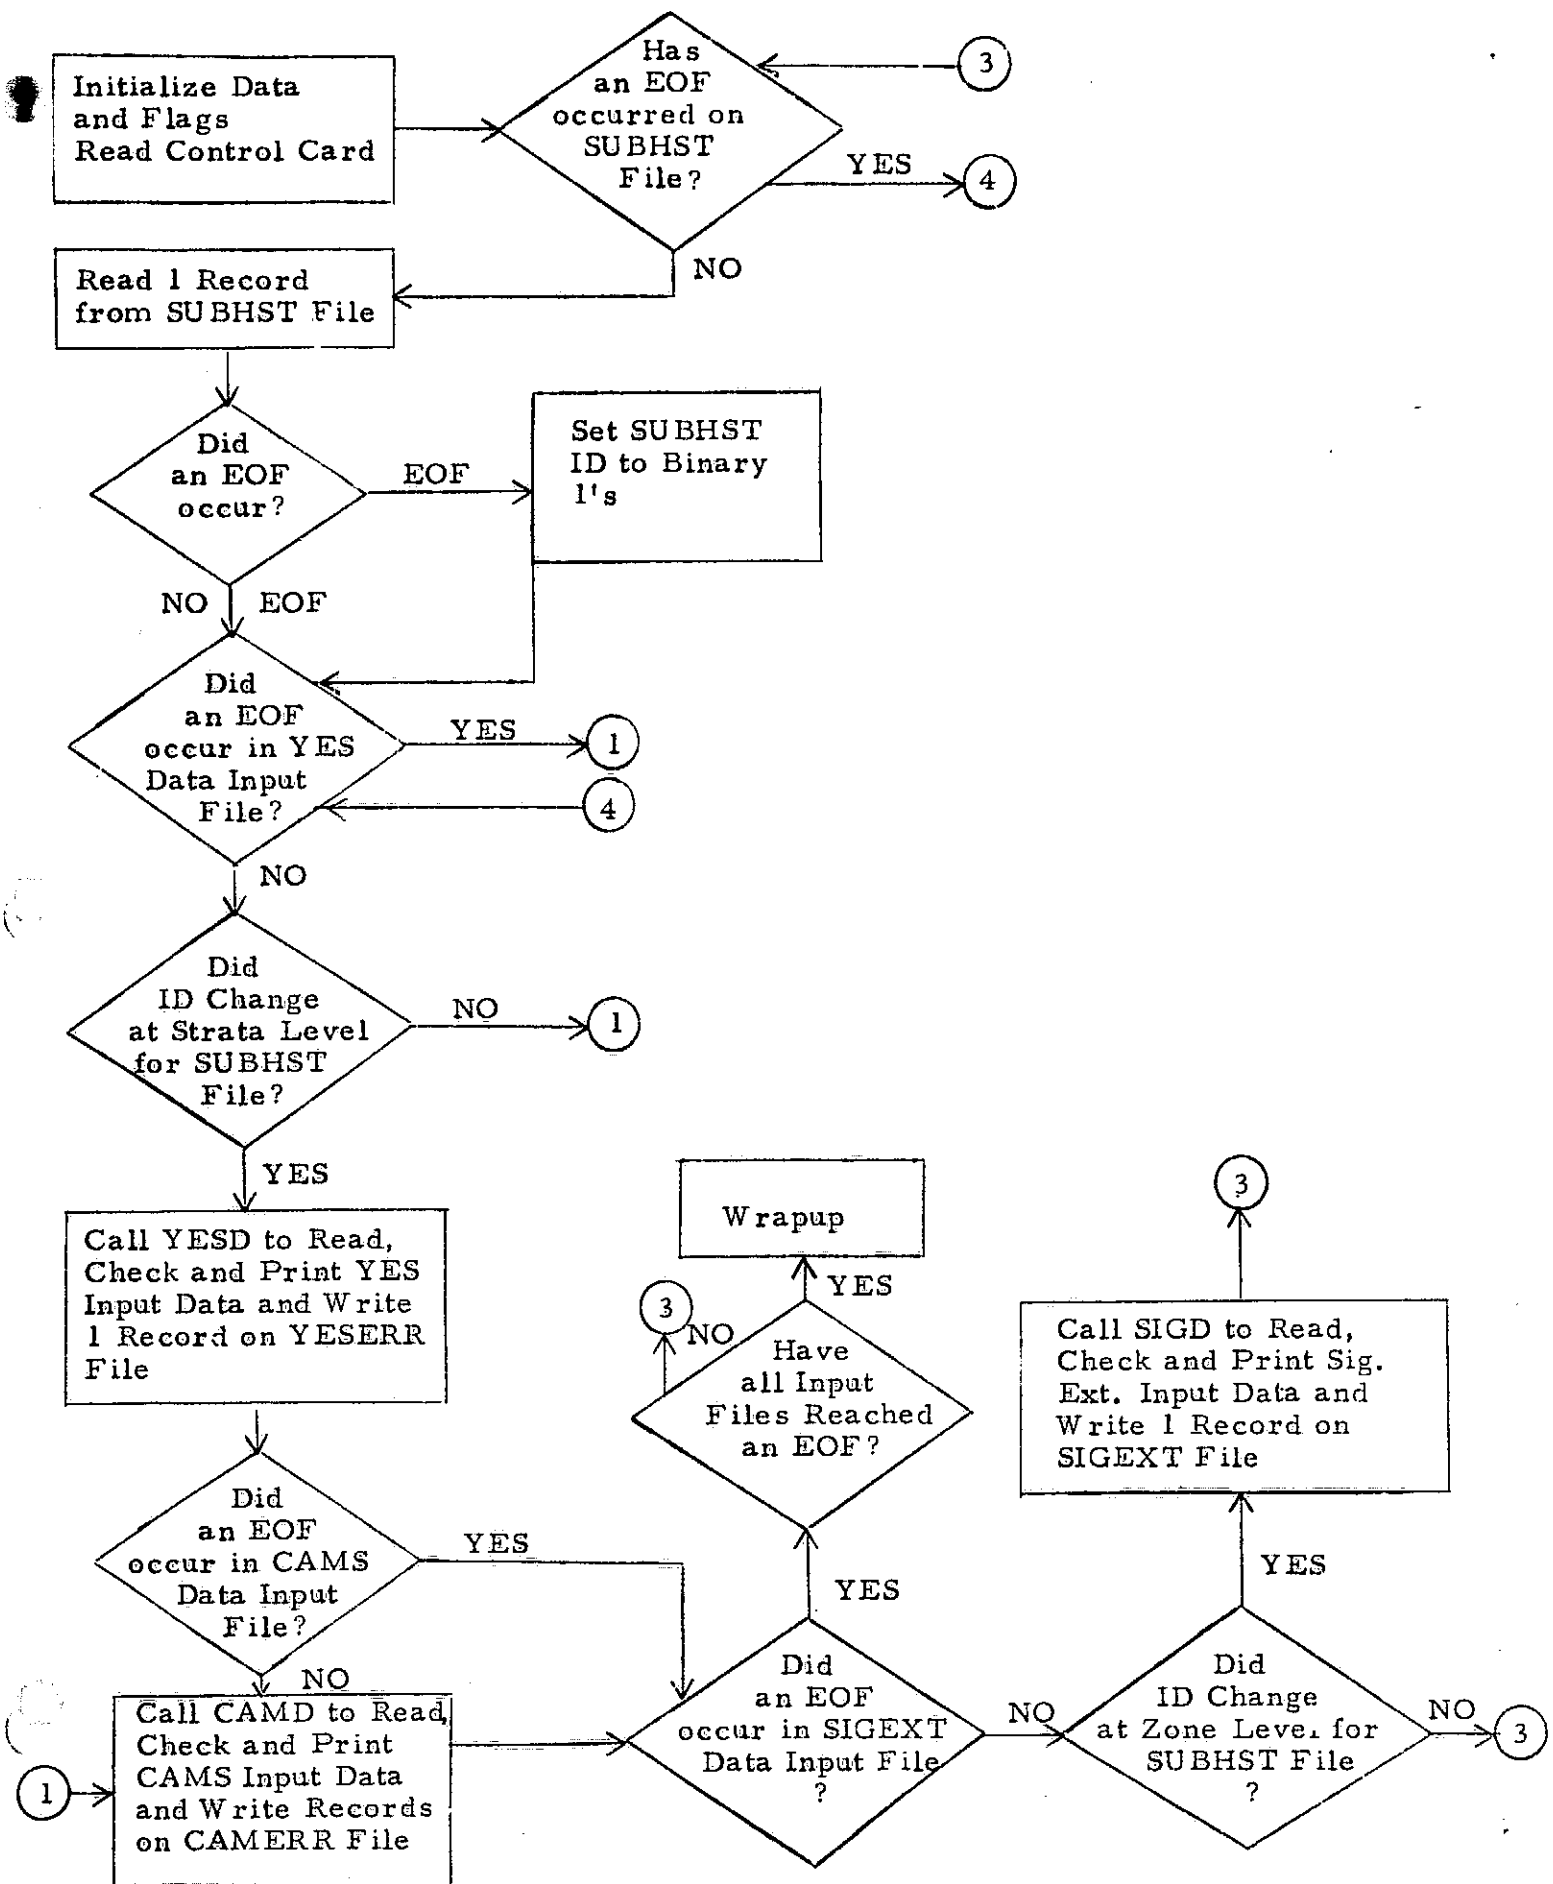 Initialize Data
and Flags
Read Control Card
Has
an EOF
occurred on
SUBHST
File?
3
YES
4
NO
Read 1 Record
from SUBHST File
Did
an EOF
occur?
EOF
Set SUBHST
ID to Binary
1's
NO EOF
Did
an EOF
occur in YES
Data Input
File?
YES
1
4
NO
Did
ID Change
at Strata Level
for SUBHST
File?
NO
1
YES
Call YESD to Read,
Check and Print YES
Input Data and Write
1 Record on YESERR
File
Did
an EOF
occur in CAMS
Data Input
File?
YES
NO
Call CAMD to Read,
Check and Print
CAMS Input Data
and Write Records
on CAMERR File
1
Wrapup
YES
3
NO
Have
all Input
Files Reached
an EOF?
YES
Did
an EOF
occur in SIGEXT
Data Input File
?
NO
3
Call SIGD to Read,
Check and Print Sig.
Ext. Input Data and
Write 1 Record on
SIGEXT File
YES
Did
ID Change
at Zone Level for
SUBHST File
?
NO
3